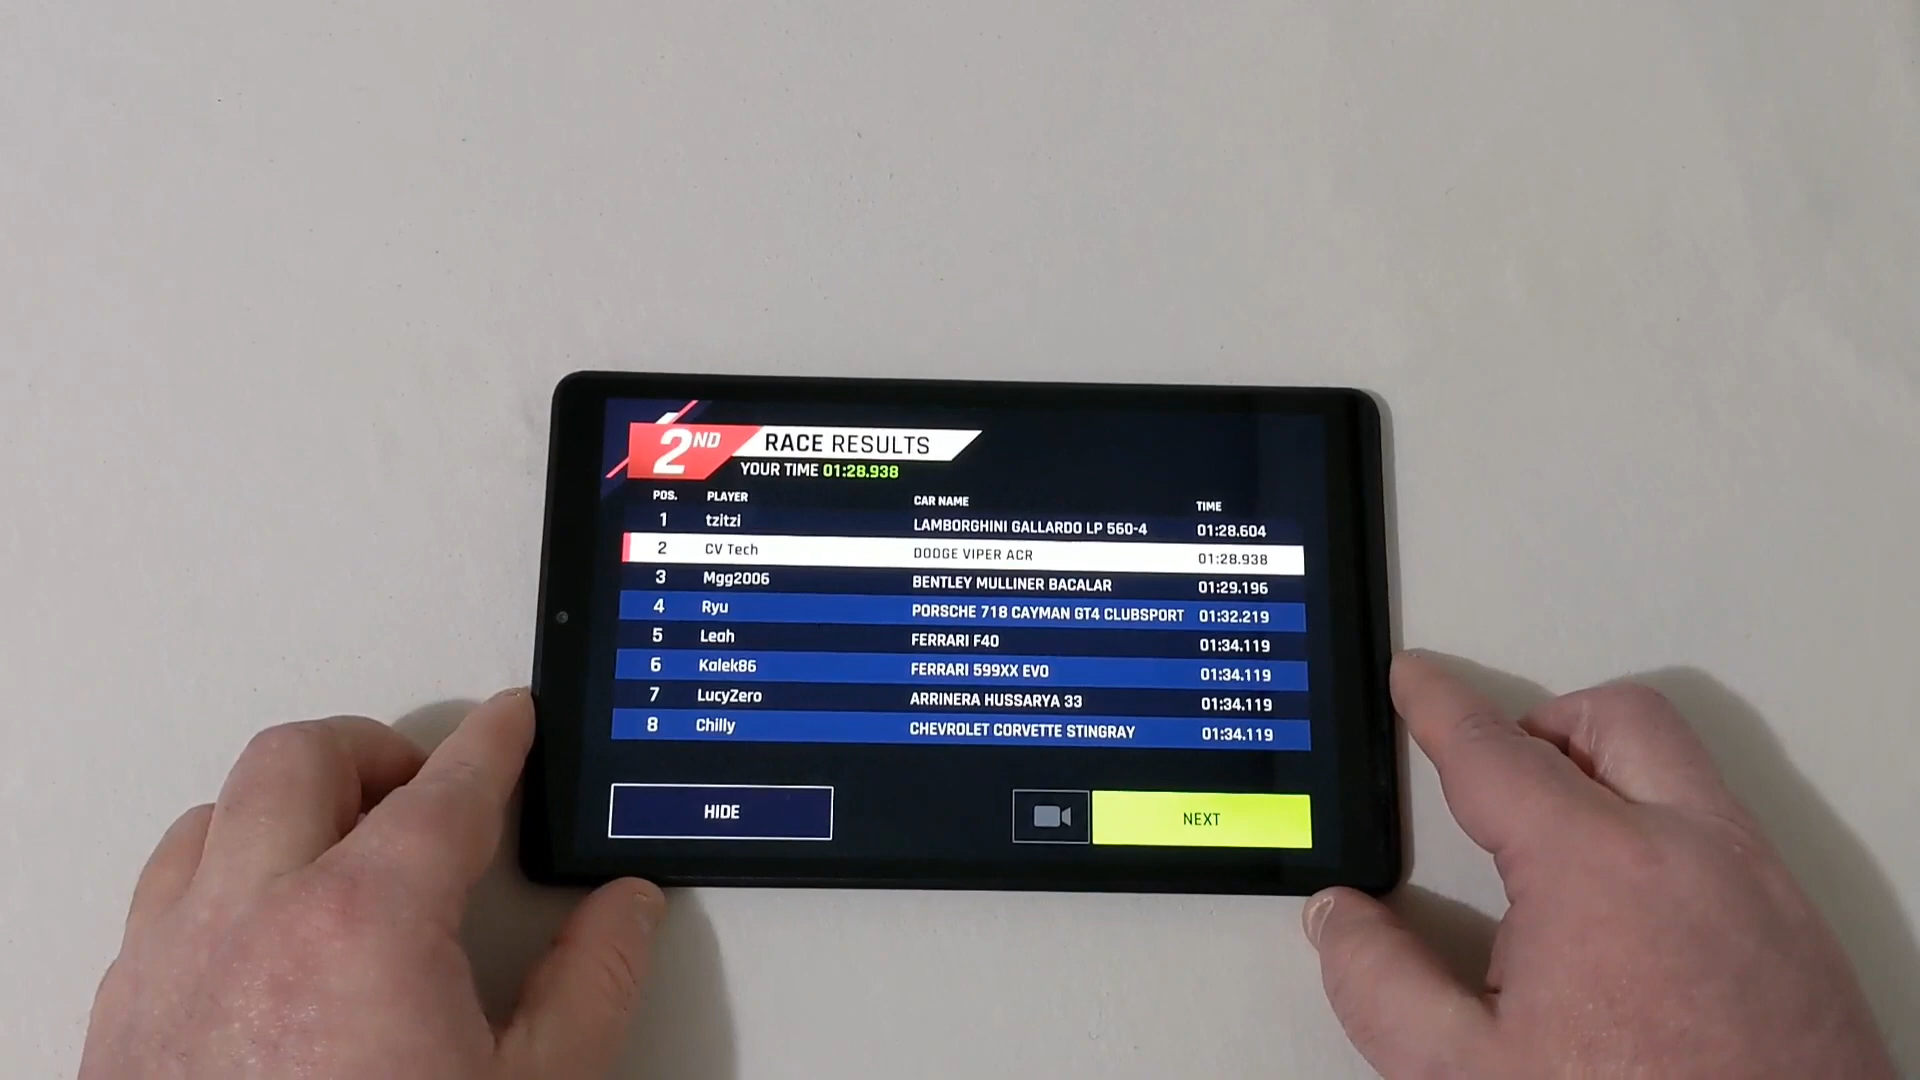 2ND RACE RESULTS
YOUR TIME 01:28.938
POS. PLAYER CAR NAME TIME
1 tzitzi LAMBORGHINI GALLARDO LP 560-4 01:28.604
2 CV Tech DODGE VIPER ACR 01:28.938
3 Mgg2006 BENTLEY MULLINER BACALAR 01:29.196
4 Ryu PORSCHE 718 CAYMAN GT4 CLUBSPORT 01:32.219
5 Leah FERRARI F40 01:34.119
6 Kalek86 FERRARI 599XX EVO 01:34.119
7 LucyZero ARRINERA HUSSARYA 33 01:34.119
8 Chilly CHEVROLET CORVETTE STINGRAY 01:34.119
HIDE NEXT